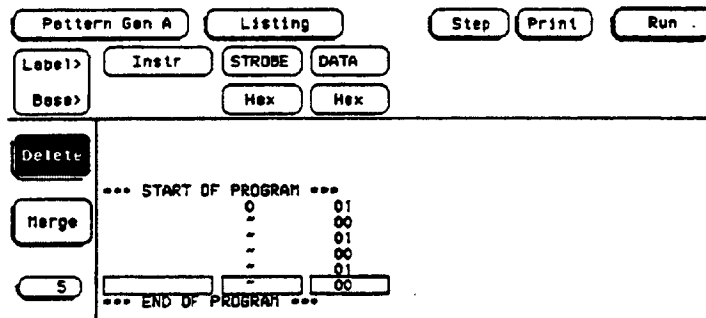 Pattern Gen A Listing Step Print Run
Label> Instr STROBE DATA
Base> Hex Hex
Delete
*** START OF PROGRAM ***
0 01
Merge " 00
" 01
" 00
" 01
5 " 00
*** END OF PROGRAM ***